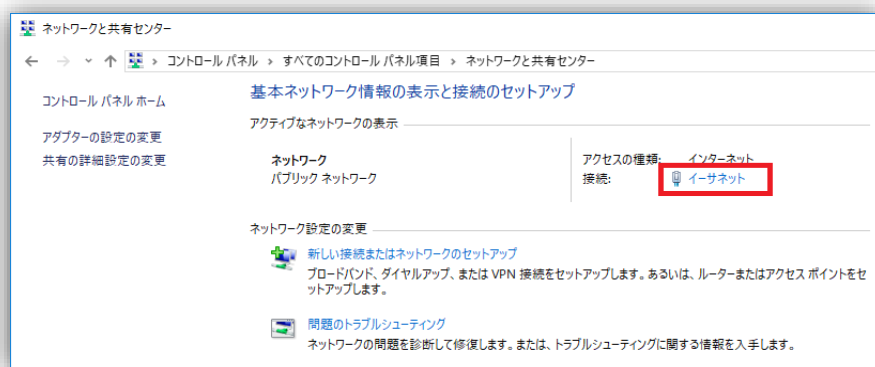 ネットワークと共有センター
コントロール パネル › すべてのコントロール パネル項目 › ネットワークと共有センター
コントロール パネル ホーム
アダプターの設定の変更
共有の詳細設定の変更
基本ネットワーク情報の表示と接続のセットアップ
アクティブなネットワークの表示
ネットワーク
パブリック ネットワーク
アクセスの種類: インターネット
接続: イーサネット
ネットワーク設定の変更
新しい接続またはネットワークのセットアップ
ブロードバンド、ダイヤルアップ、または VPN 接続をセットアップします。あるいは、ルーターまたはアクセス ポイントをセ
ットアップします。
問題のトラブルシューティング
ネットワークの問題を診断して修復します。または、トラブルシューティングに関する情報を入手します。